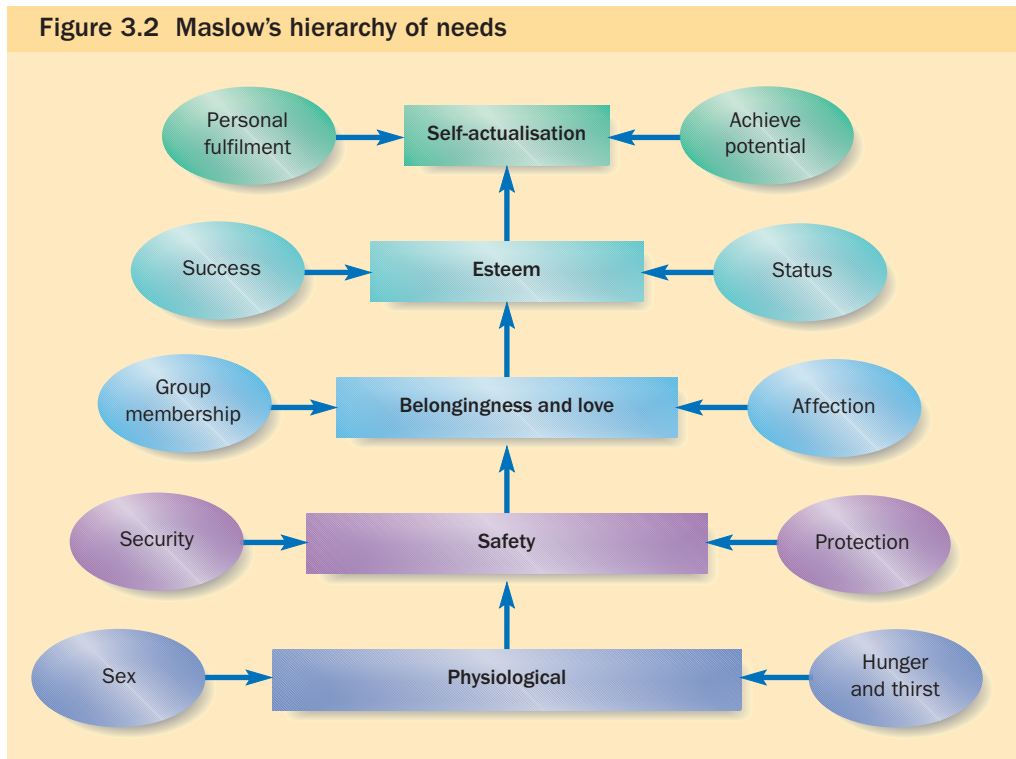 Figure 3.2 Maslow's hierarchy of needs
Personal
fulfilment
Self-actualisation
Achieve
potential
Success
Esteem
Status
Group
membership
Belongingness and love
Affection
Security
Safety
Protection
Sex
Physiological
Hunger
and thirst